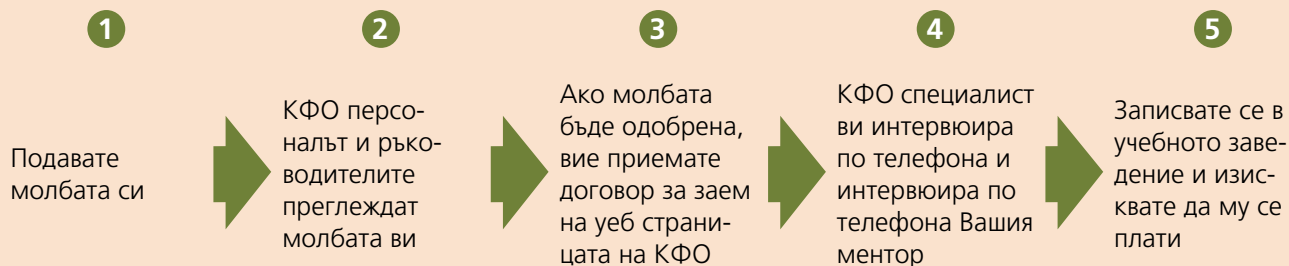 1
Подавате
молбата си
2
КФО персо-
налът и ръко-
водителите
преглеждат
молбата ви
3
Ако молбата
бъде одобрена,
вие приемате
договор за заем
на уеб страни-
цата на КФО
4
КФО специалист
ви интервюира
по телефона и
интервюира по
телефона Вашия
ментор
5
Записвате се в
учебното заве-
дение и изис-
квате да му се
плати